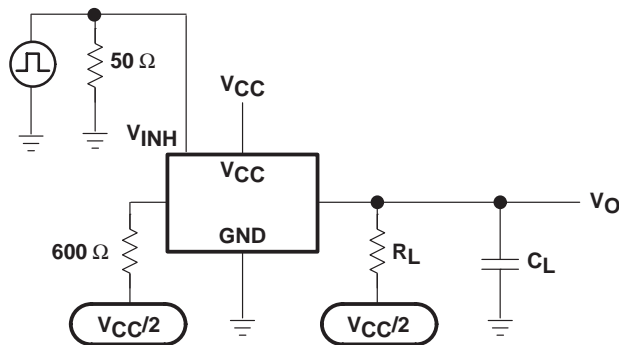 50 Ω
VCC
VINH
VCC
VO
GND
600 Ω
RL
CL
VCC/2
VCC/2